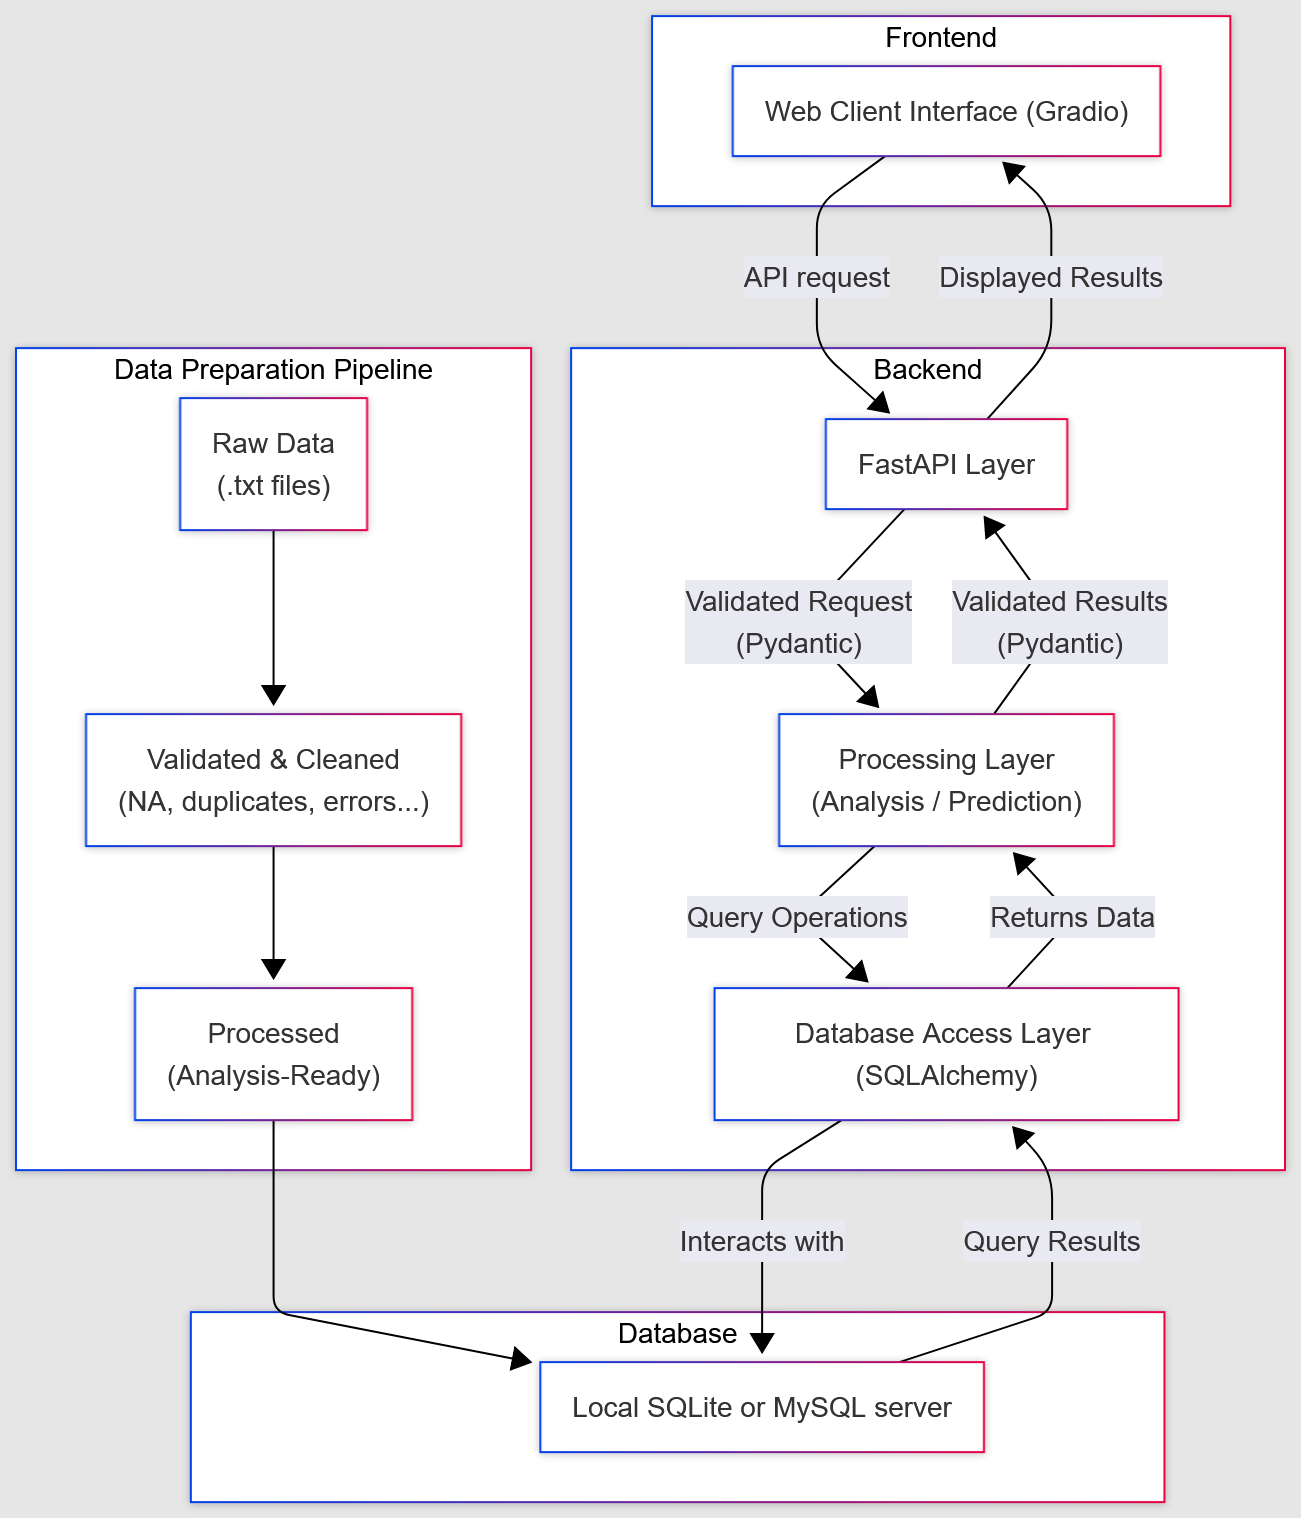 Frontend
Web Client Interface (Gradio)
API request
Displayed Results
Data Preparation Pipeline
Raw Data
(.txt files)
Validated & Cleaned
(NA, duplicates, errors...)
Processed
(Analysis-Ready)
Backend
FastAPI Layer
Validated Request
(Pydantic)
Validated Results
(Pydantic)
Processing Layer
(Analysis / Prediction)
Query Operations
Returns Data
Database Access Layer
(SQLAlchemy)
Interacts with
Query Results
Database
Local SQLite or MySQL server